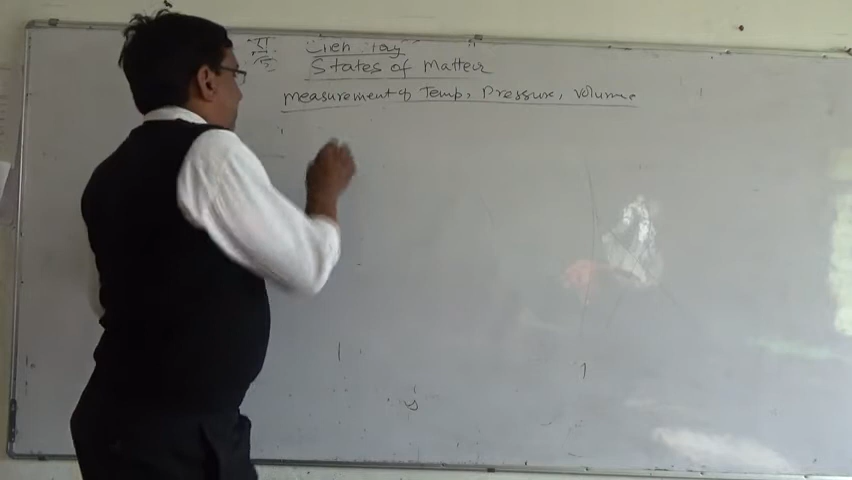 States of Matter
measurement of Temp, Pressure, Volume